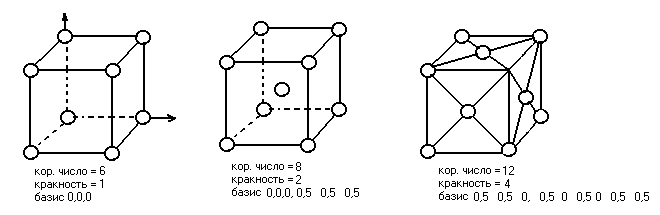 кор. число = 6
кракность = 1
базис 0,0,0
кор. число = 8
кракность = 2
базис 0,0,0, 0,5 0,5 0,5
кор. число = 12
кракность = 4
базис 0,5 0,5 0, 0,5 0 0,5 0 0,5 0,5